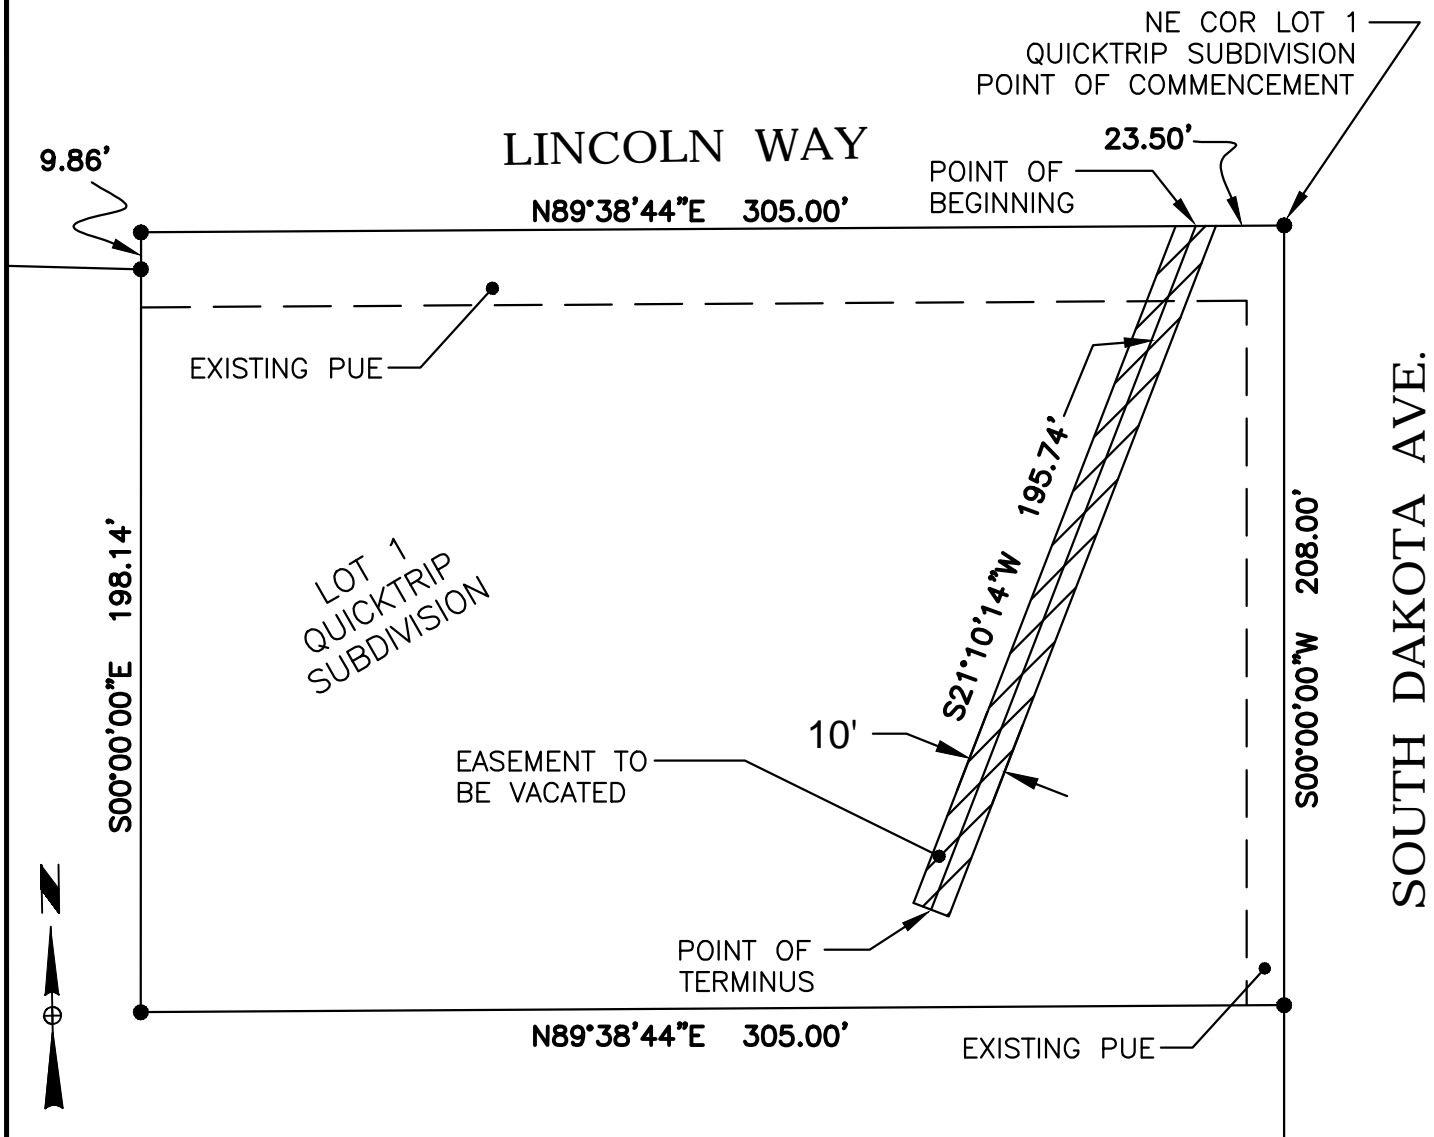 NE COR LOT 1
QUICKTRIP SUBDIVISION
POINT OF COMMENCEMENT
LINCOLN WAY
23.50'
9.86'
POINT OF
BEGINNING
N89°38'44"E 305.00'
EXISTING PUE
195.74'
S21°10'14"W
LOT 1
QUICKTRIP
SUBDIVISION
S00°00'00"E 198.14'
S00°00'00"W 208.00'
SOUTH DAKOTA AVE.
10'
EASEMENT TO
BE VACATED
N
POINT OF
TERMINUS
N89°38'44"E 305.00'
EXISTING PUE